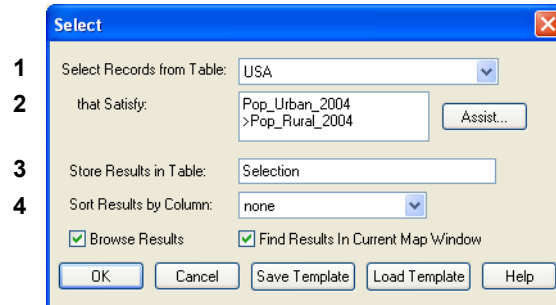 Select
1 Select Records from Table: USA
2 that Satisfy: Pop_Urban_2004
>Pop_Rural_2004
Assist...
3 Store Results in Table: Selection
4 Sort Results by Column: none
Browse Results Find Results In Current Map Window
OK Cancel Save Template Load Template Help